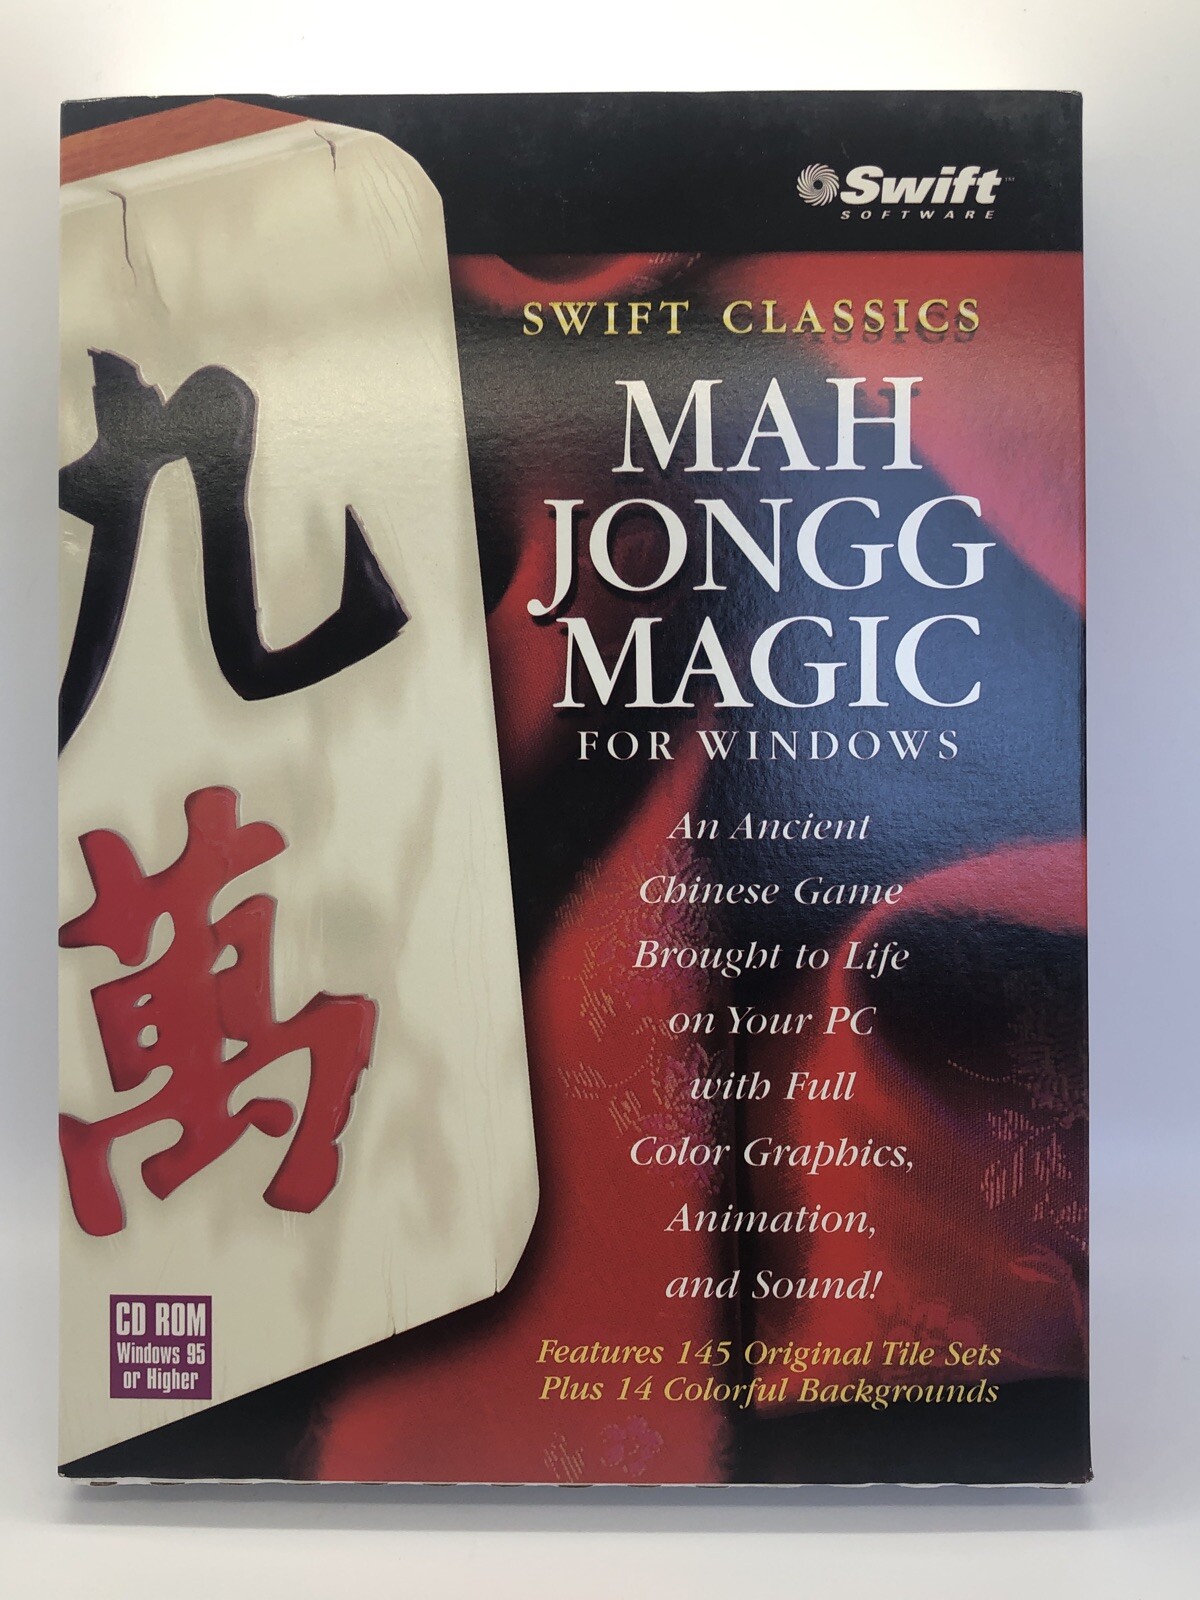 Swift™
SOFTWARE
SWIFT CLASSICS
MAH
JONGG
MAGIC
FOR WINDOWS
An Ancient
Chinese Game
Brought to Life
on Your PC
with Full
Color Graphics,
Animation,
and Sound!
Features 145 Original Tile Sets
Plus 14 Colorful Backgrounds
九
萬
CD ROM
Windows 95
or Higher